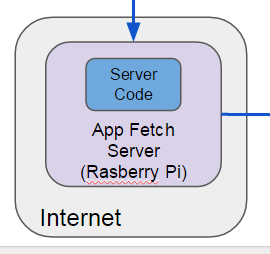 Server
Code
App Fetch
Server
(Rasberry Pi)
Internet